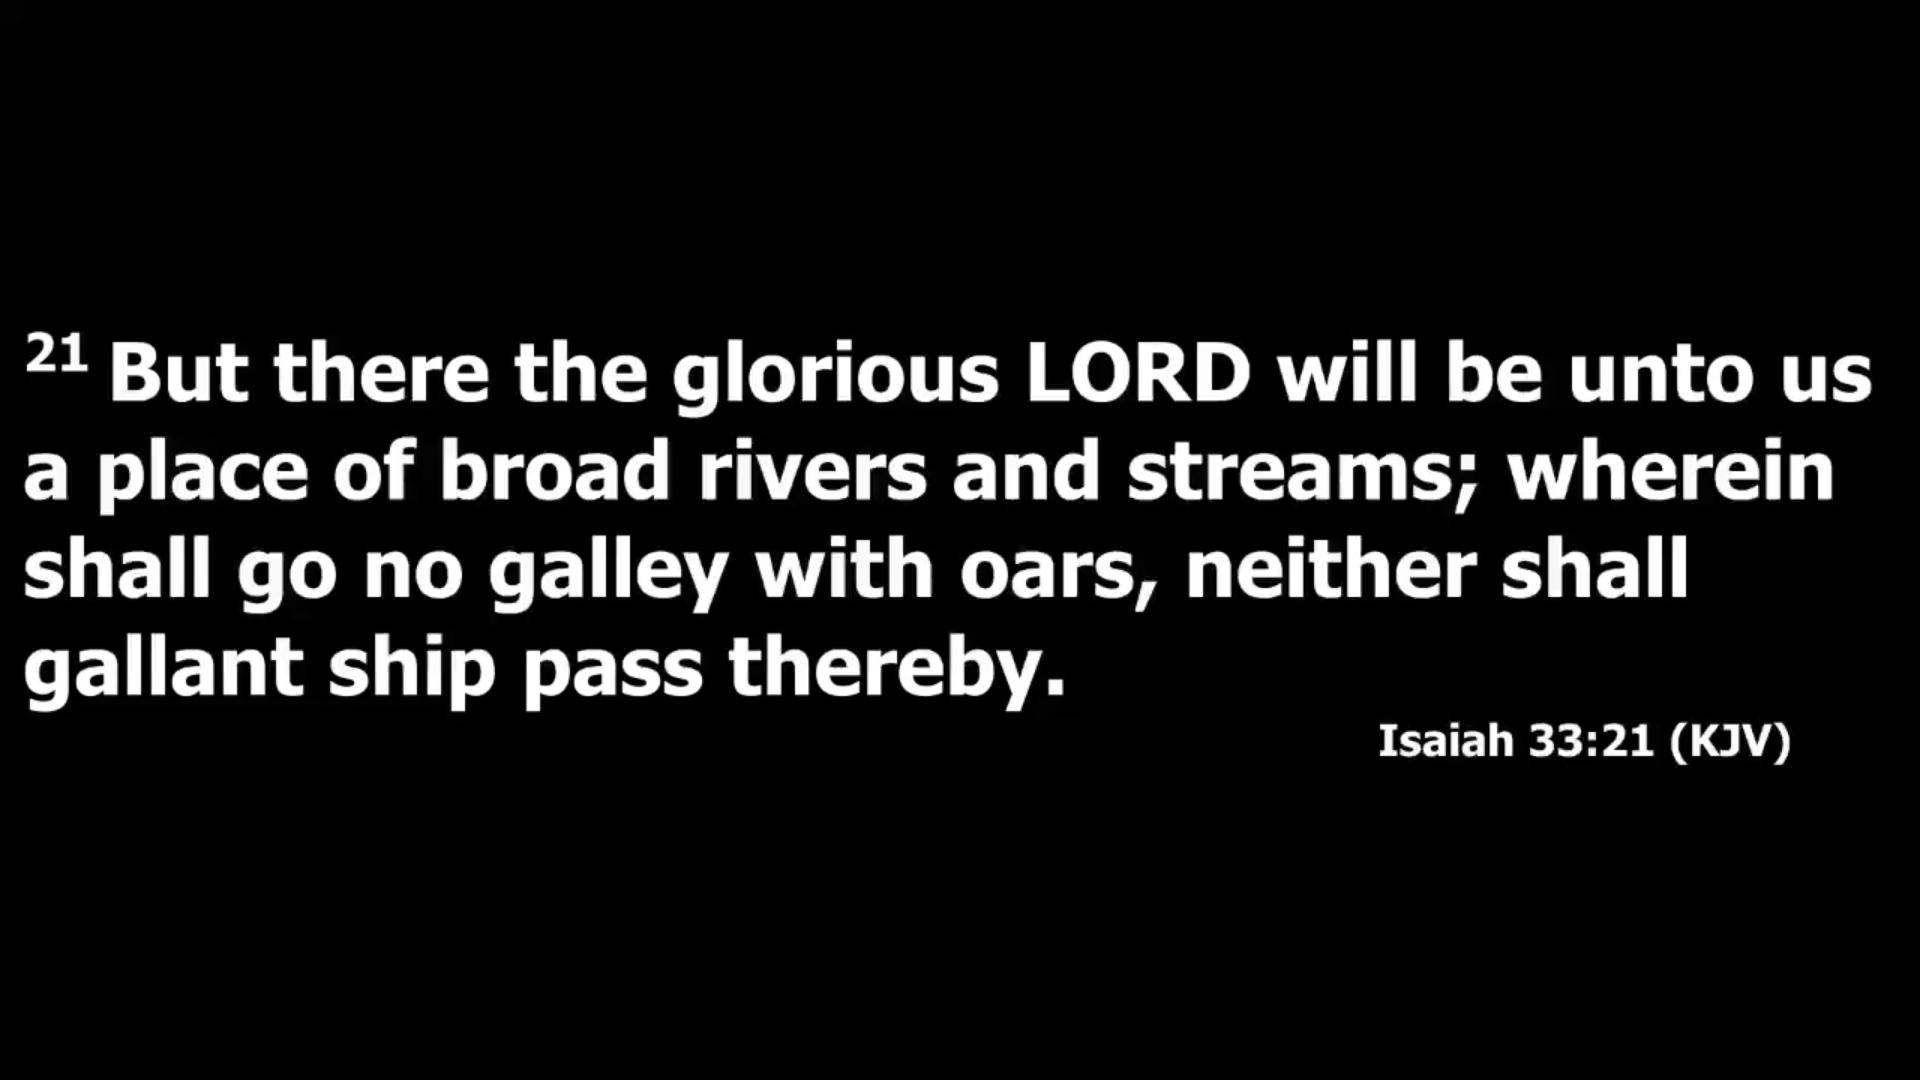 21 But there the glorious LORD will be unto us
a place of broad rivers and streams; wherein
shall go no galley with oars, neither shall
gallant ship pass thereby.
Isaiah 33:21 (KJV)